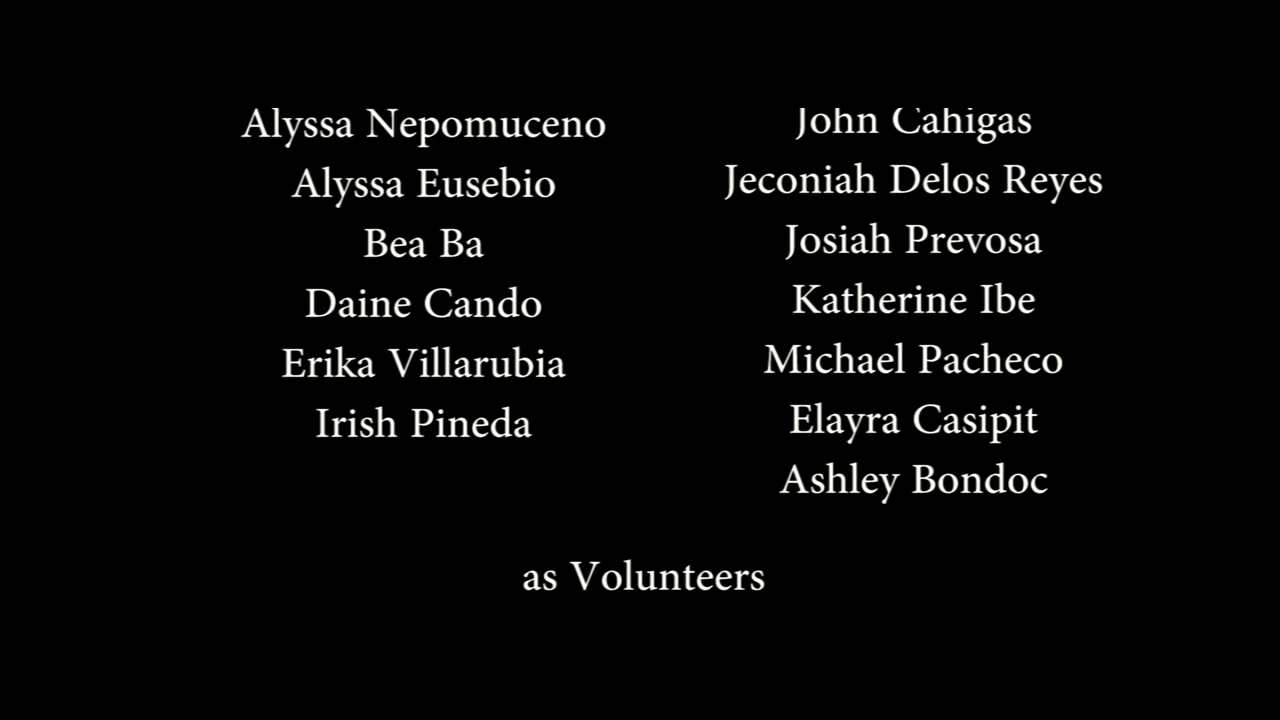 Alyssa Nepomuceno
Alyssa Eusebio
Bea Ba
Daine Cando
Erika Villarubia
Irish Pineda
John Cahigas
Jeconiah Delos Reyes
Josiah Prevosa
Katherine Ibe
Michael Pacheco
Elayra Casipit
Ashley Bondoc
as Volunteers